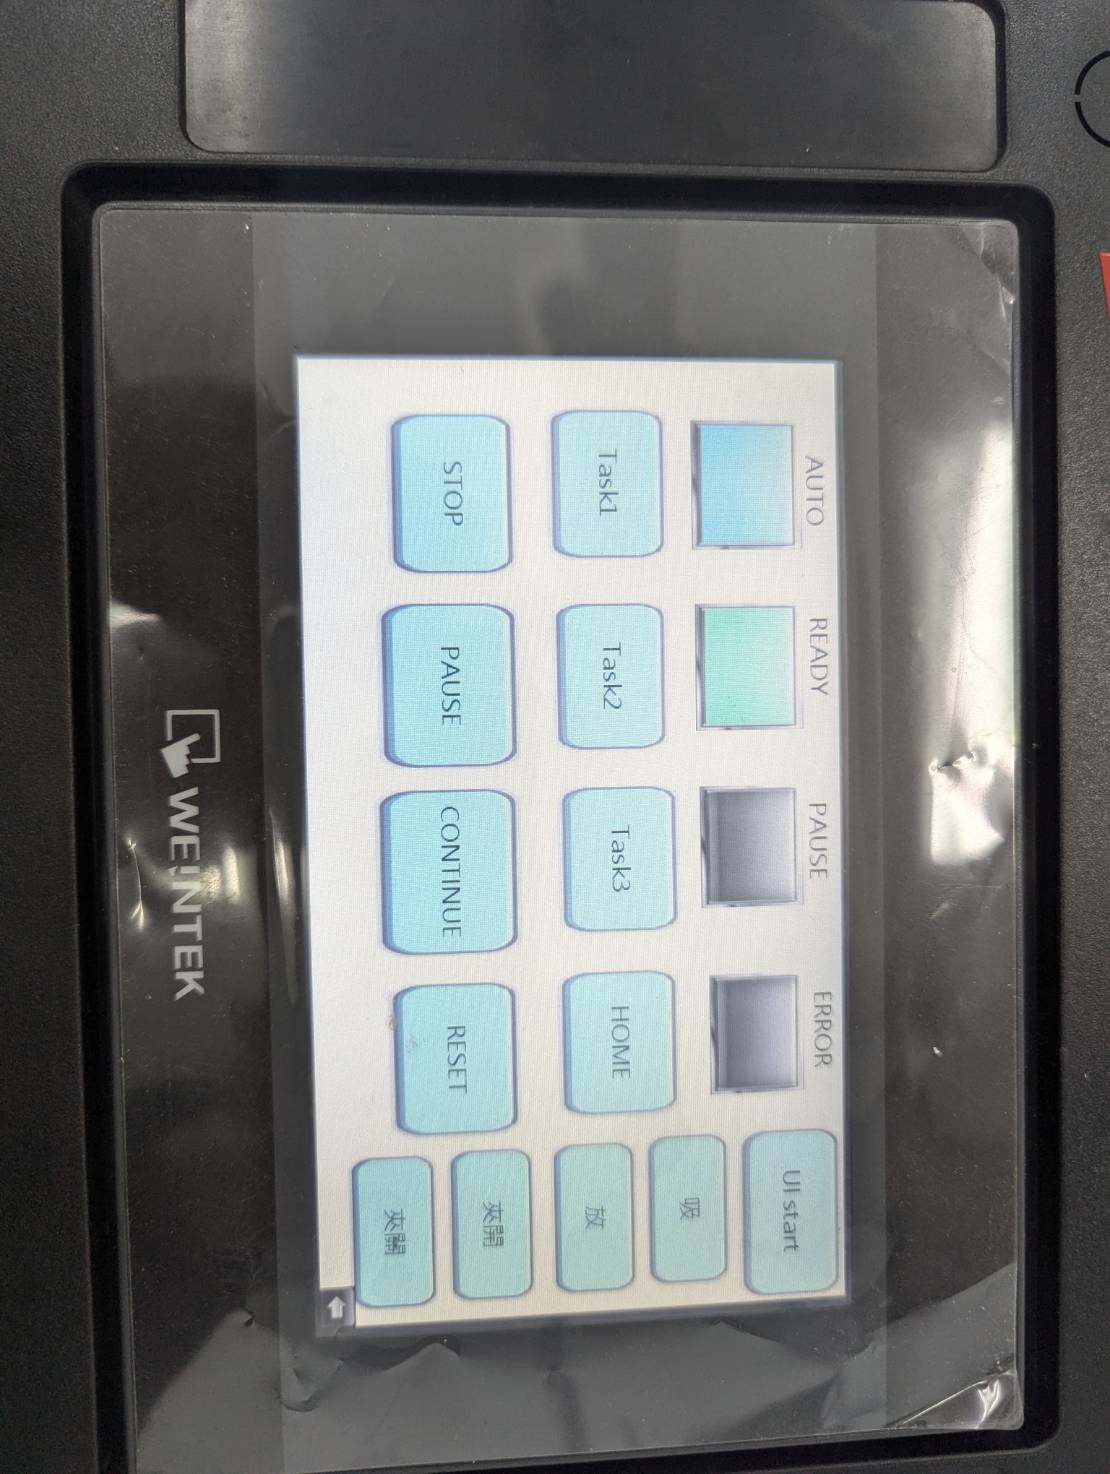 AUTO READY PAUSE ERROR UI start
Task1 Task2 Task3 HOME 吸
放
STOP PAUSE CONTINUE RESET 夾開
夾關
WEINTEK